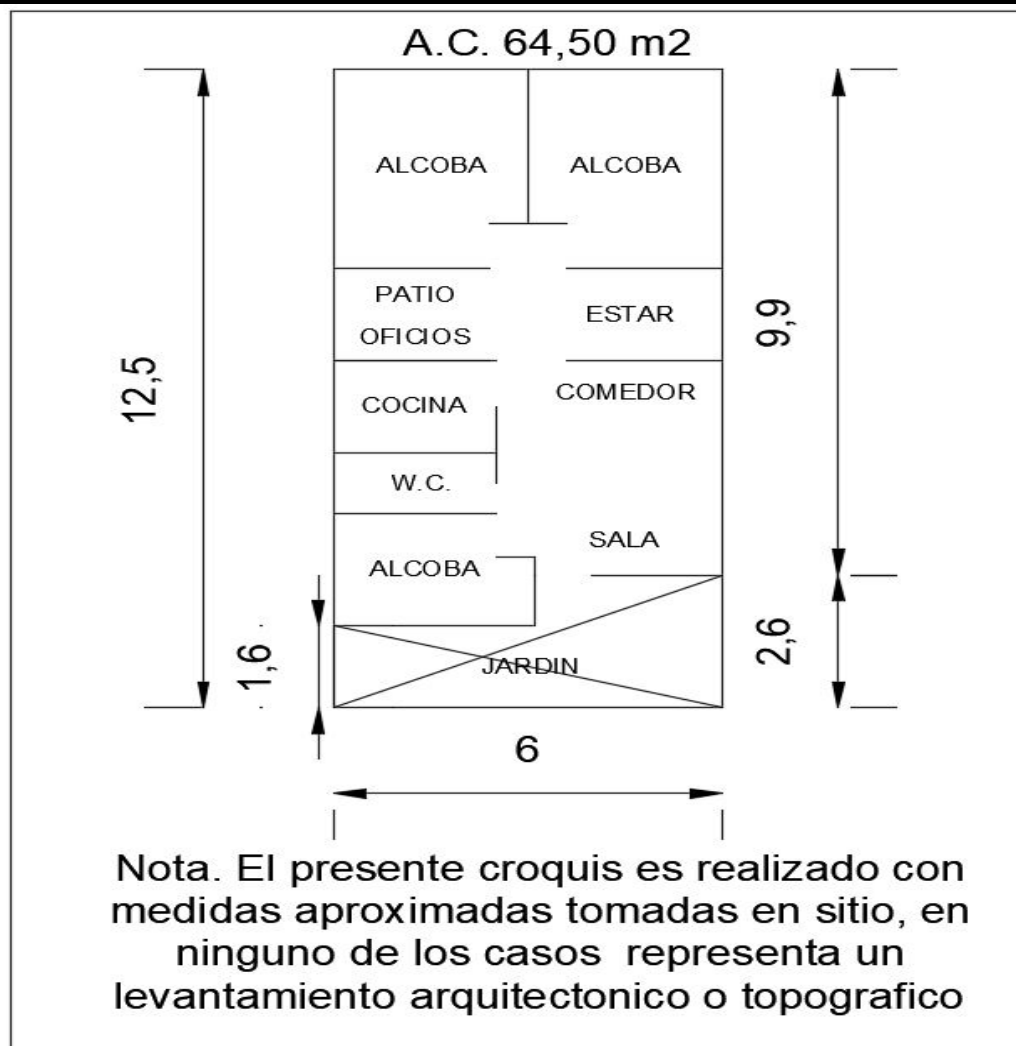 A.C. 64,50 m2
ALCOBA
ALCOBA
PATIO
OFICIOS
ESTAR
COCINA
COMEDOR
W.C.
SALA
ALCOBA
JARDIN
12,5
9,9
1,6
2,6
6
Nota. El presente croquis es realizado con
medidas aproximadas tomadas en sitio, en
ninguno de los casos representa un
levantamiento arquitectonico o topografico